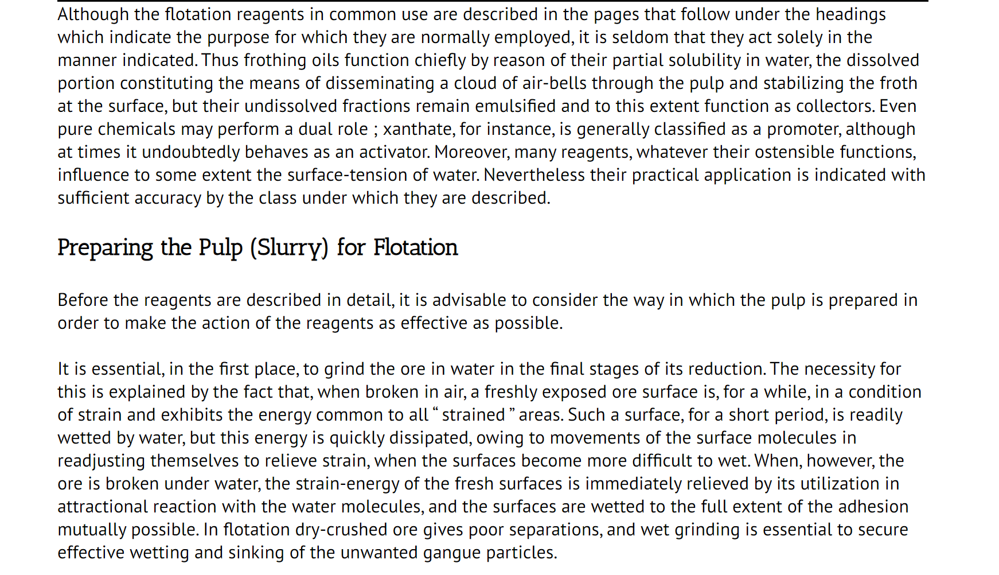 Although the flotation reagents in common use are described in the pages that follow under the headings
which indicate the purpose for which they are normally employed, it is seldom that they act solely in the
manner indicated. Thus frothing oils function chiefly by reason of their partial solubility in water, the dissolved
portion constituting the means of disseminating a cloud of air-bells through the pulp and stabilizing the froth
at the surface, but their undissolved fractions remain emulsified and to this extent function as collectors. Even
pure chemicals may perform a dual role ; xanthate, for instance, is generally classified as a promoter, although
at times it undoubtedly behaves as an activator. Moreover, many reagents, whatever their ostensible functions,
influence to some extent the surface-tension of water. Nevertheless their practical application is indicated with
sufficient accuracy by the class under which they are described.
Preparing the Pulp (Slurry) for Flotation
Before the reagents are described in detail, it is advisable to consider the way in which the pulp is prepared in
order to make the action of the reagents as effective as possible.
It is essential, in the first place, to grind the ore in water in the final stages of its reduction. The necessity for
this is explained by the fact that, when broken in air, a freshly exposed ore surface is, for a while, in a condition
of strain and exhibits the energy common to all “ strained ” areas. Such a surface, for a short period, is readily
wetted by water, but this energy is quickly dissipated, owing to movements of the surface molecules in
readjusting themselves to relieve strain, when the surfaces become more difficult to wet. When, however, the
ore is broken under water, the strain-energy of the fresh surfaces is immediately relieved by its utilization in
attractional reaction with the water molecules, and the surfaces are wetted to the full extent of the adhesion
mutually possible. In flotation dry-crushed ore gives poor separations, and wet grinding is essential to secure
effective wetting and sinking of the unwanted gangue particles.